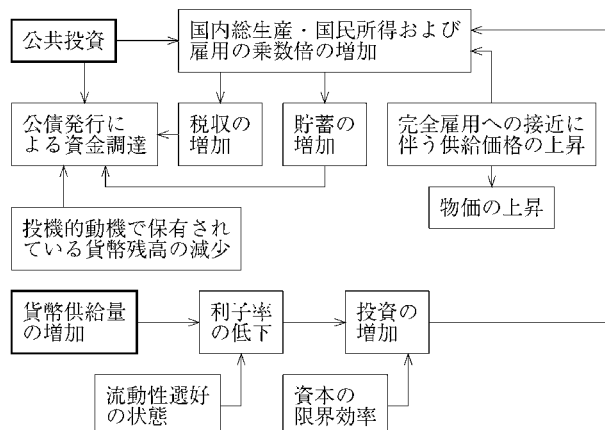 公共投資
国内総生産・国民所得および
雇用の乗数倍の増加
公債発行に
よる資金調達
税収の
増加
貯蓄の
増加
完全雇用への接近に
伴う供給価格の上昇
投機的動機で保有され
ている貨幣残高の減少
物価の上昇
貨幣供給量
の増加
利子率
の低下
投資の
増加
流動性選好
の状態
資本の
限界効率